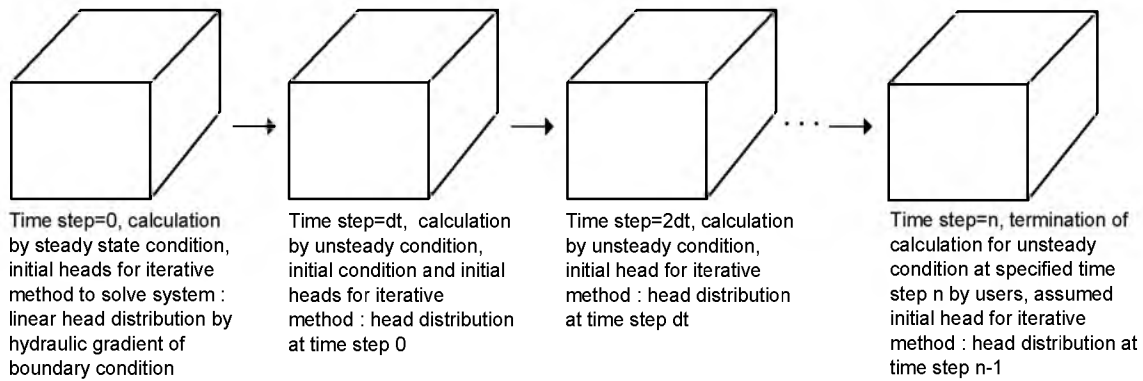 . . .
Time step=0, calculation
by steady state condition,
initial heads for iterative
method to solve system :
linear head distribution by
hydraulic gradient of
boundary condition
Time step=dt, calculation
by unsteady condition,
initial condition and initial
heads for iterative
method : head distribution
at time step 0
Time step=2dt, calculation
by unsteady condition,
initial head for iterative
method : head distribution
at time step dt
Time step=n, termination of
calculation for unsteady
condition at specified time
step n by users, assumed
initial head for iterative
method : head distribution at
time step n-1